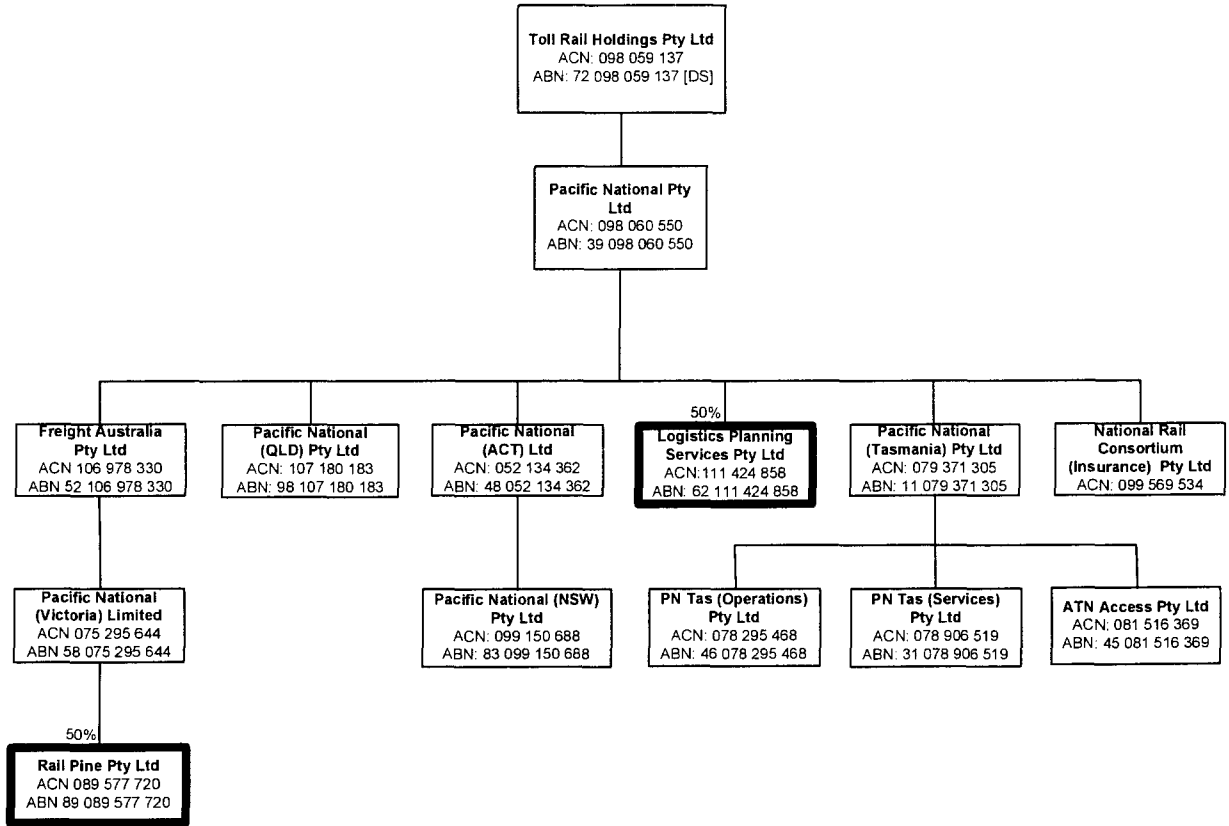 Toll Rail Holdings Pty Ltd
ACN: 098 059 137
ABN: 72 098 059 137 [DS]
Pacific National Pty
Ltd
ACN: 098 060 550
ABN: 39 098 060 550
Freight Australia
Pty Ltd
ACN 106 978 330
ABN 52 106 978 330
Pacific National
(QLD) Pty Ltd
ACN: 107 180 183
ABN: 98 107 180 183
Pacific National
(ACT) Ltd
ACN: 052 134 362
ABN: 48 052 134 362
50%
Logistics Planning
Services Pty Ltd
ACN:111 424 858
ABN: 62 111 424 858
Pacific National
(Tasmania) Pty Ltd
ACN: 079 371 305
ABN: 11 079 371 305
National Rail
Consortium
(Insurance) Pty Ltd
ACN: 099 569 534
Pacific National
(Victoria) Limited
ACN 075 295 644
ABN 58 075 295 644
Pacific National (NSW)
Pty Ltd
ACN: 099 150 688
ABN: 83 099 150 688
PN Tas (Operations)
Pty Ltd
ACN: 078 295 468
ABN: 46 078 295 468
PN Tas (Services)
Pty Ltd
ACN: 078 906 519
ABN: 31 078 906 519
ATN Access Pty Ltd
ACN: 081 516 369
ABN: 45 081 516 369
50%
Rail Pine Pty Ltd
ACN 089 577 720
ABN 89 089 577 720